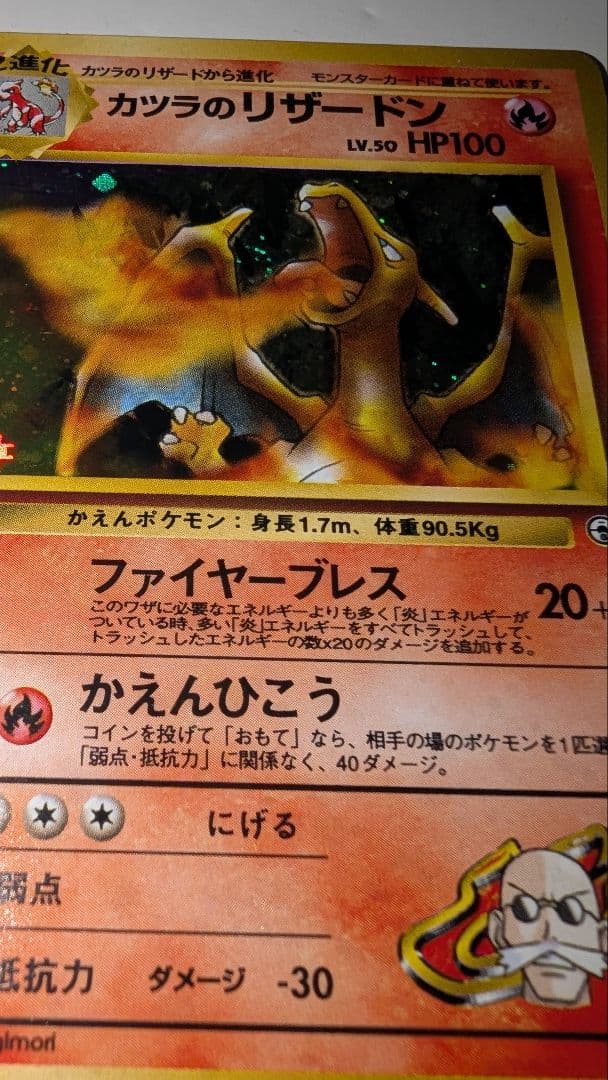 進化 カツラのリザードから進化 モンスターカードに重ねて使います。
カツラのリザードン
LV.50 HP100
かえんポケモン：身長1.7m、体重90.5Kg
ファイヤーブレス 20+
このワザに必要なエネルギーよりも多く「炎」エネルギーが
ついている時、多い「炎」エネルギーをすべてトラッシュして、
トラッシュしたエネルギーの数x20のダメージを追加する。
かえんひこう
コインを投げて「おもて」なら、相手の場のポケモンを1匹選
「弱点・抵抗力」に関係なく、40ダメージ。
にげる
弱点
抵抗力 ダメージ -30
gimori